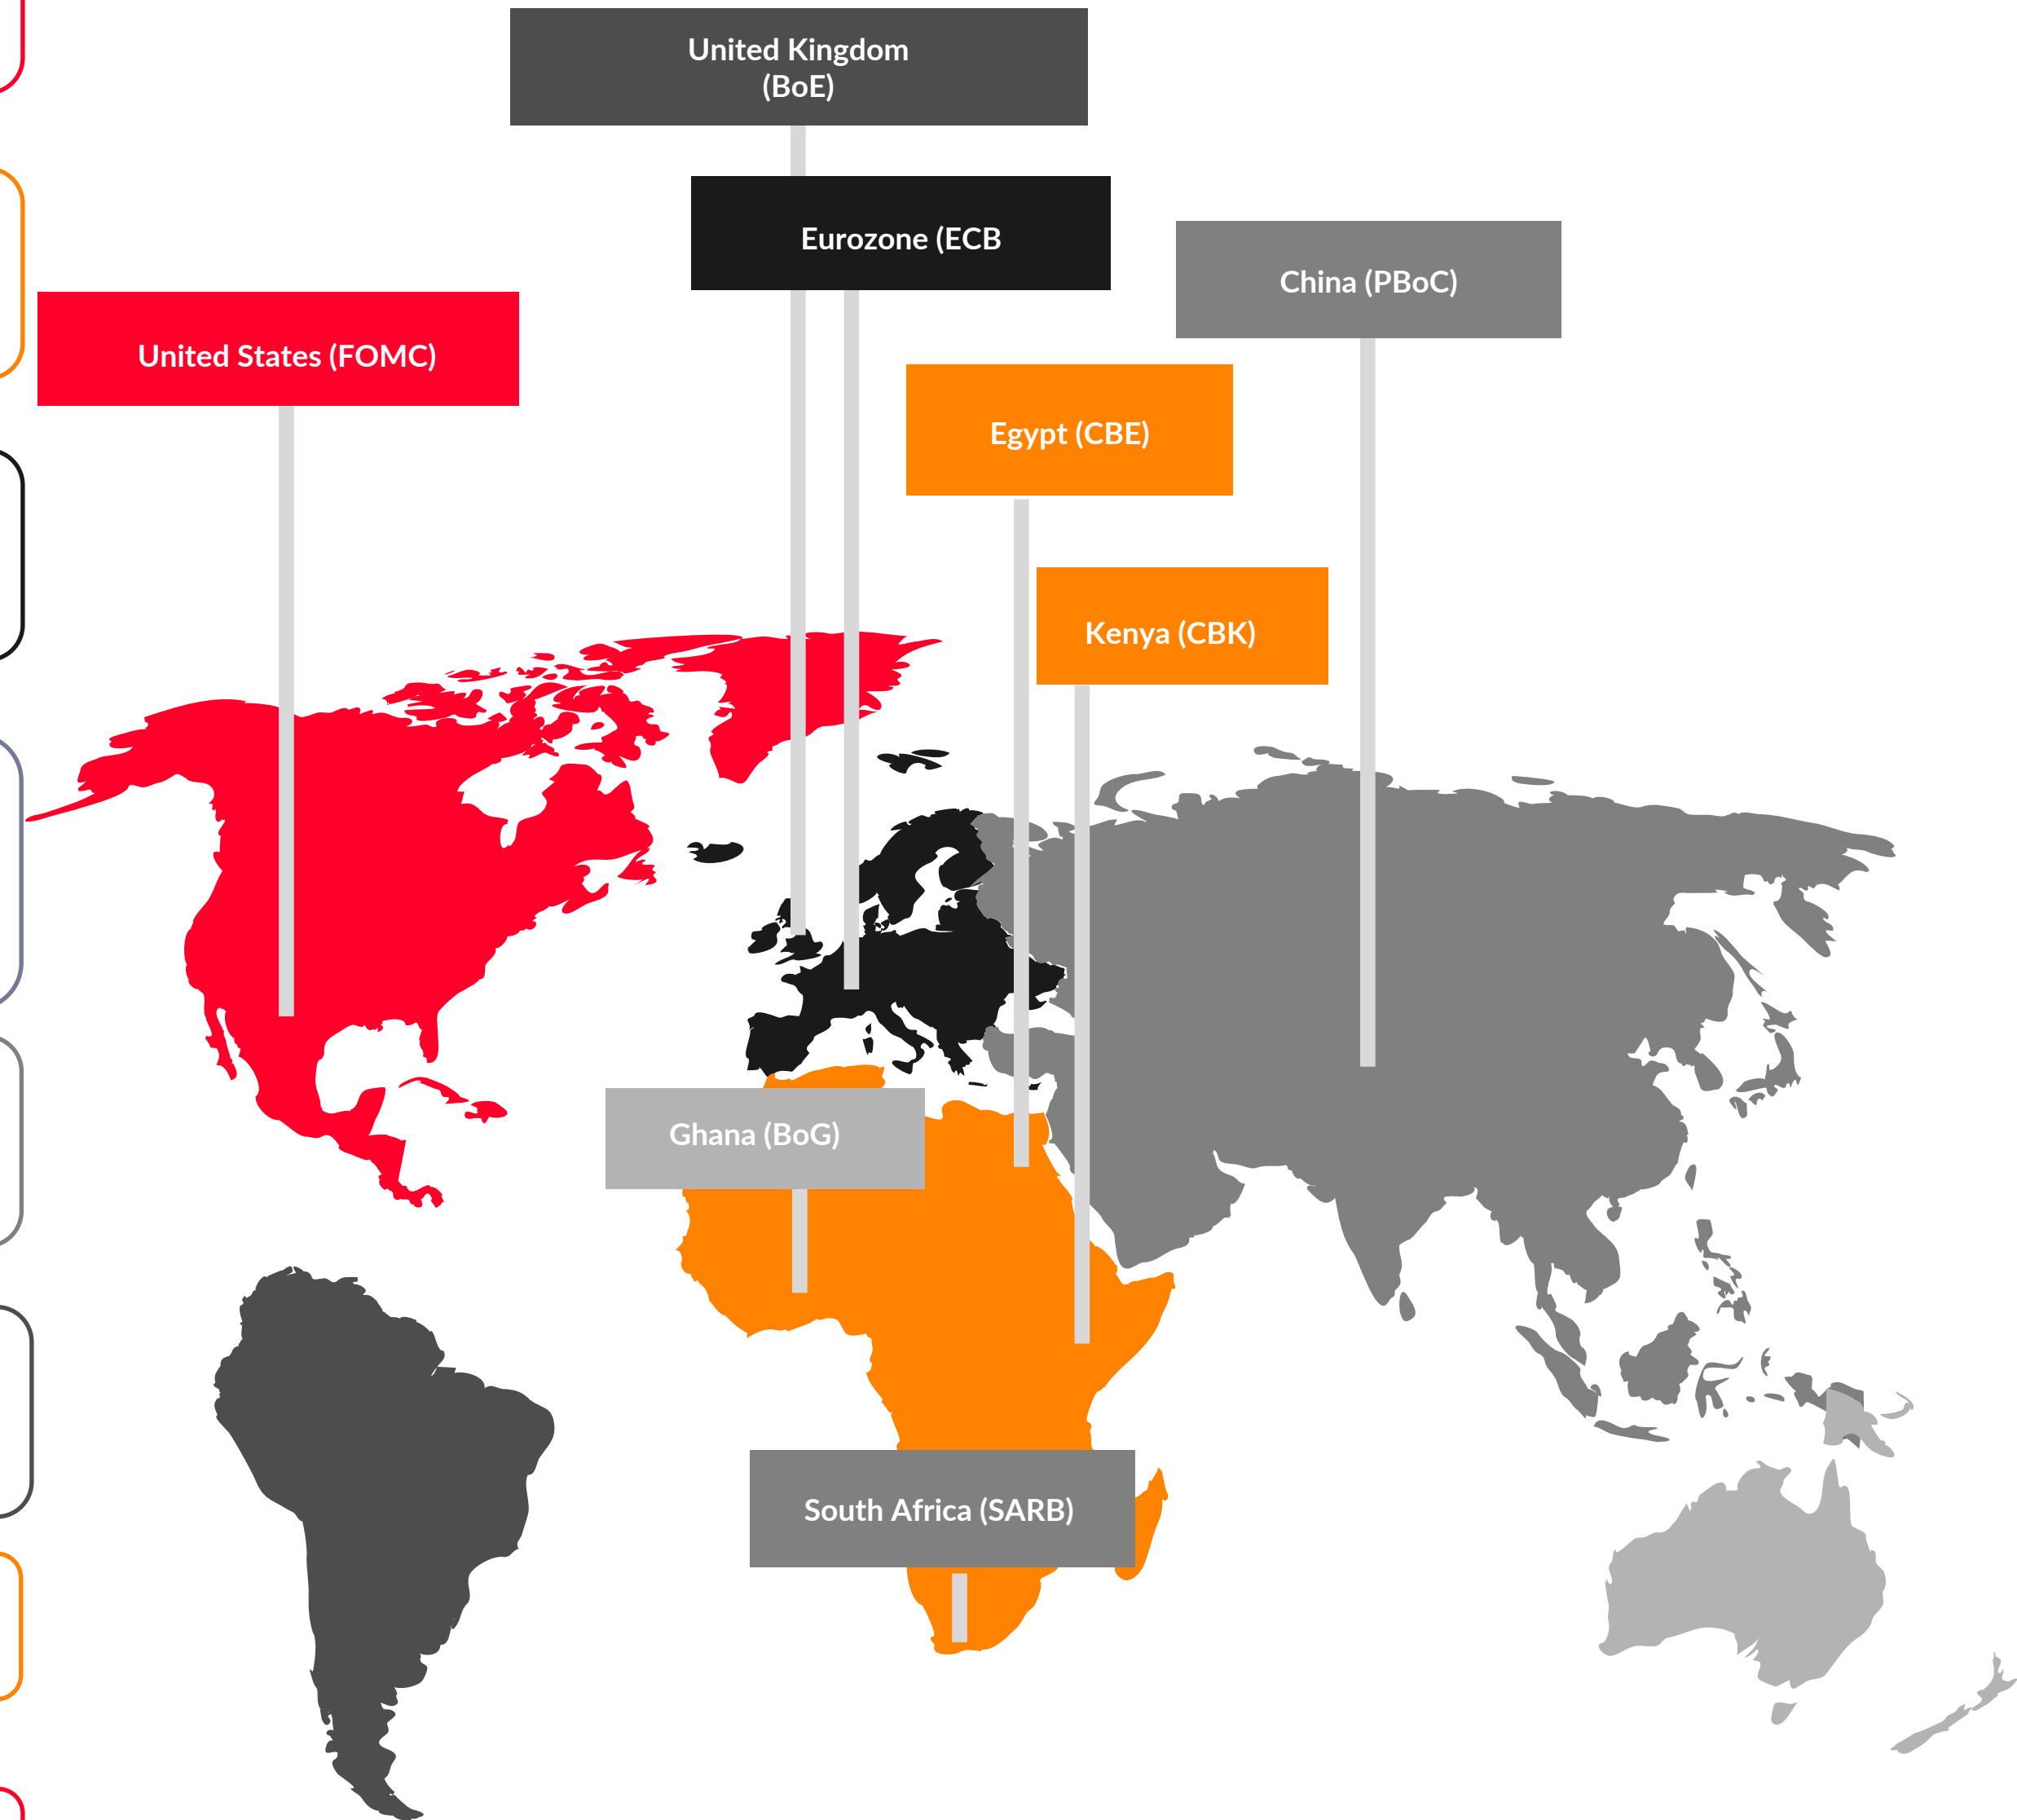 United Kingdom
(BoE)
Eurozone (ECB
China (PBoC)
United States (FOMC)
Egypt (CBE)
Kenya (CBK)
Ghana (BoG)
South Africa (SARB)